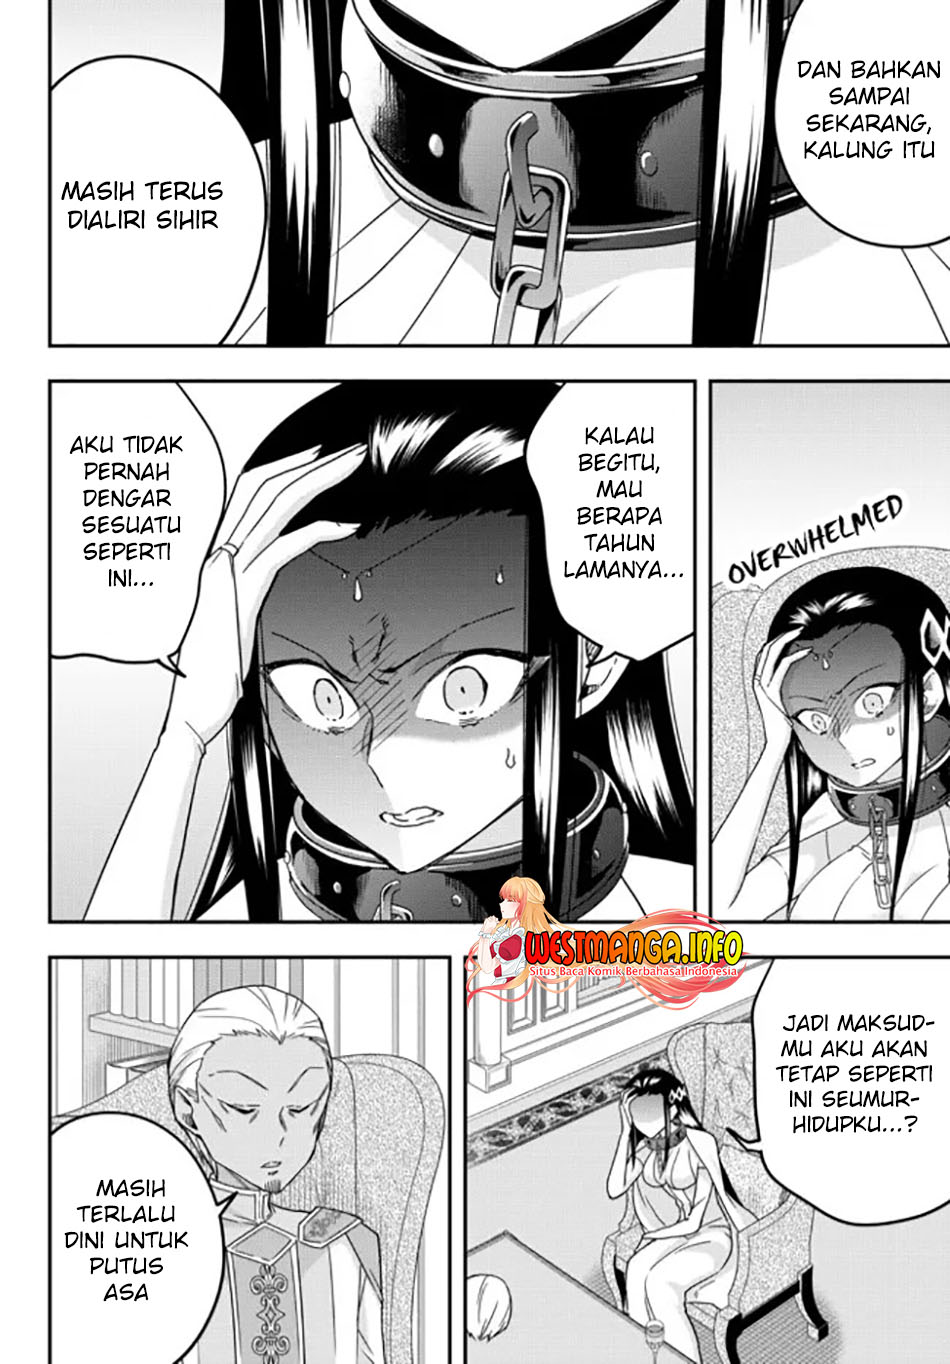 DAN BAHKAN
SAMPAI
SEKARANG,
KALUNG ITU
MASIH TERUS
DIALIRI SIHIR
OVERWHELMED
KALAU
BEGITU,
MAU
BERAPA
TAHUN
LAMANYA...
AKU TIDAK
PERNAH
DENGAR
SESUATU
SEPERTI
INI...
WESTMANGA.INFO
Situs Baca Komik Berbahasa Indonesia
JADI MAKSUD-
MU AKU AKAN
TETAP SEPERTI
INI SEUMUR-
HIDUPKU...?
MASIH
TERLALU
DINI UNTUK
PUTUS
ASA